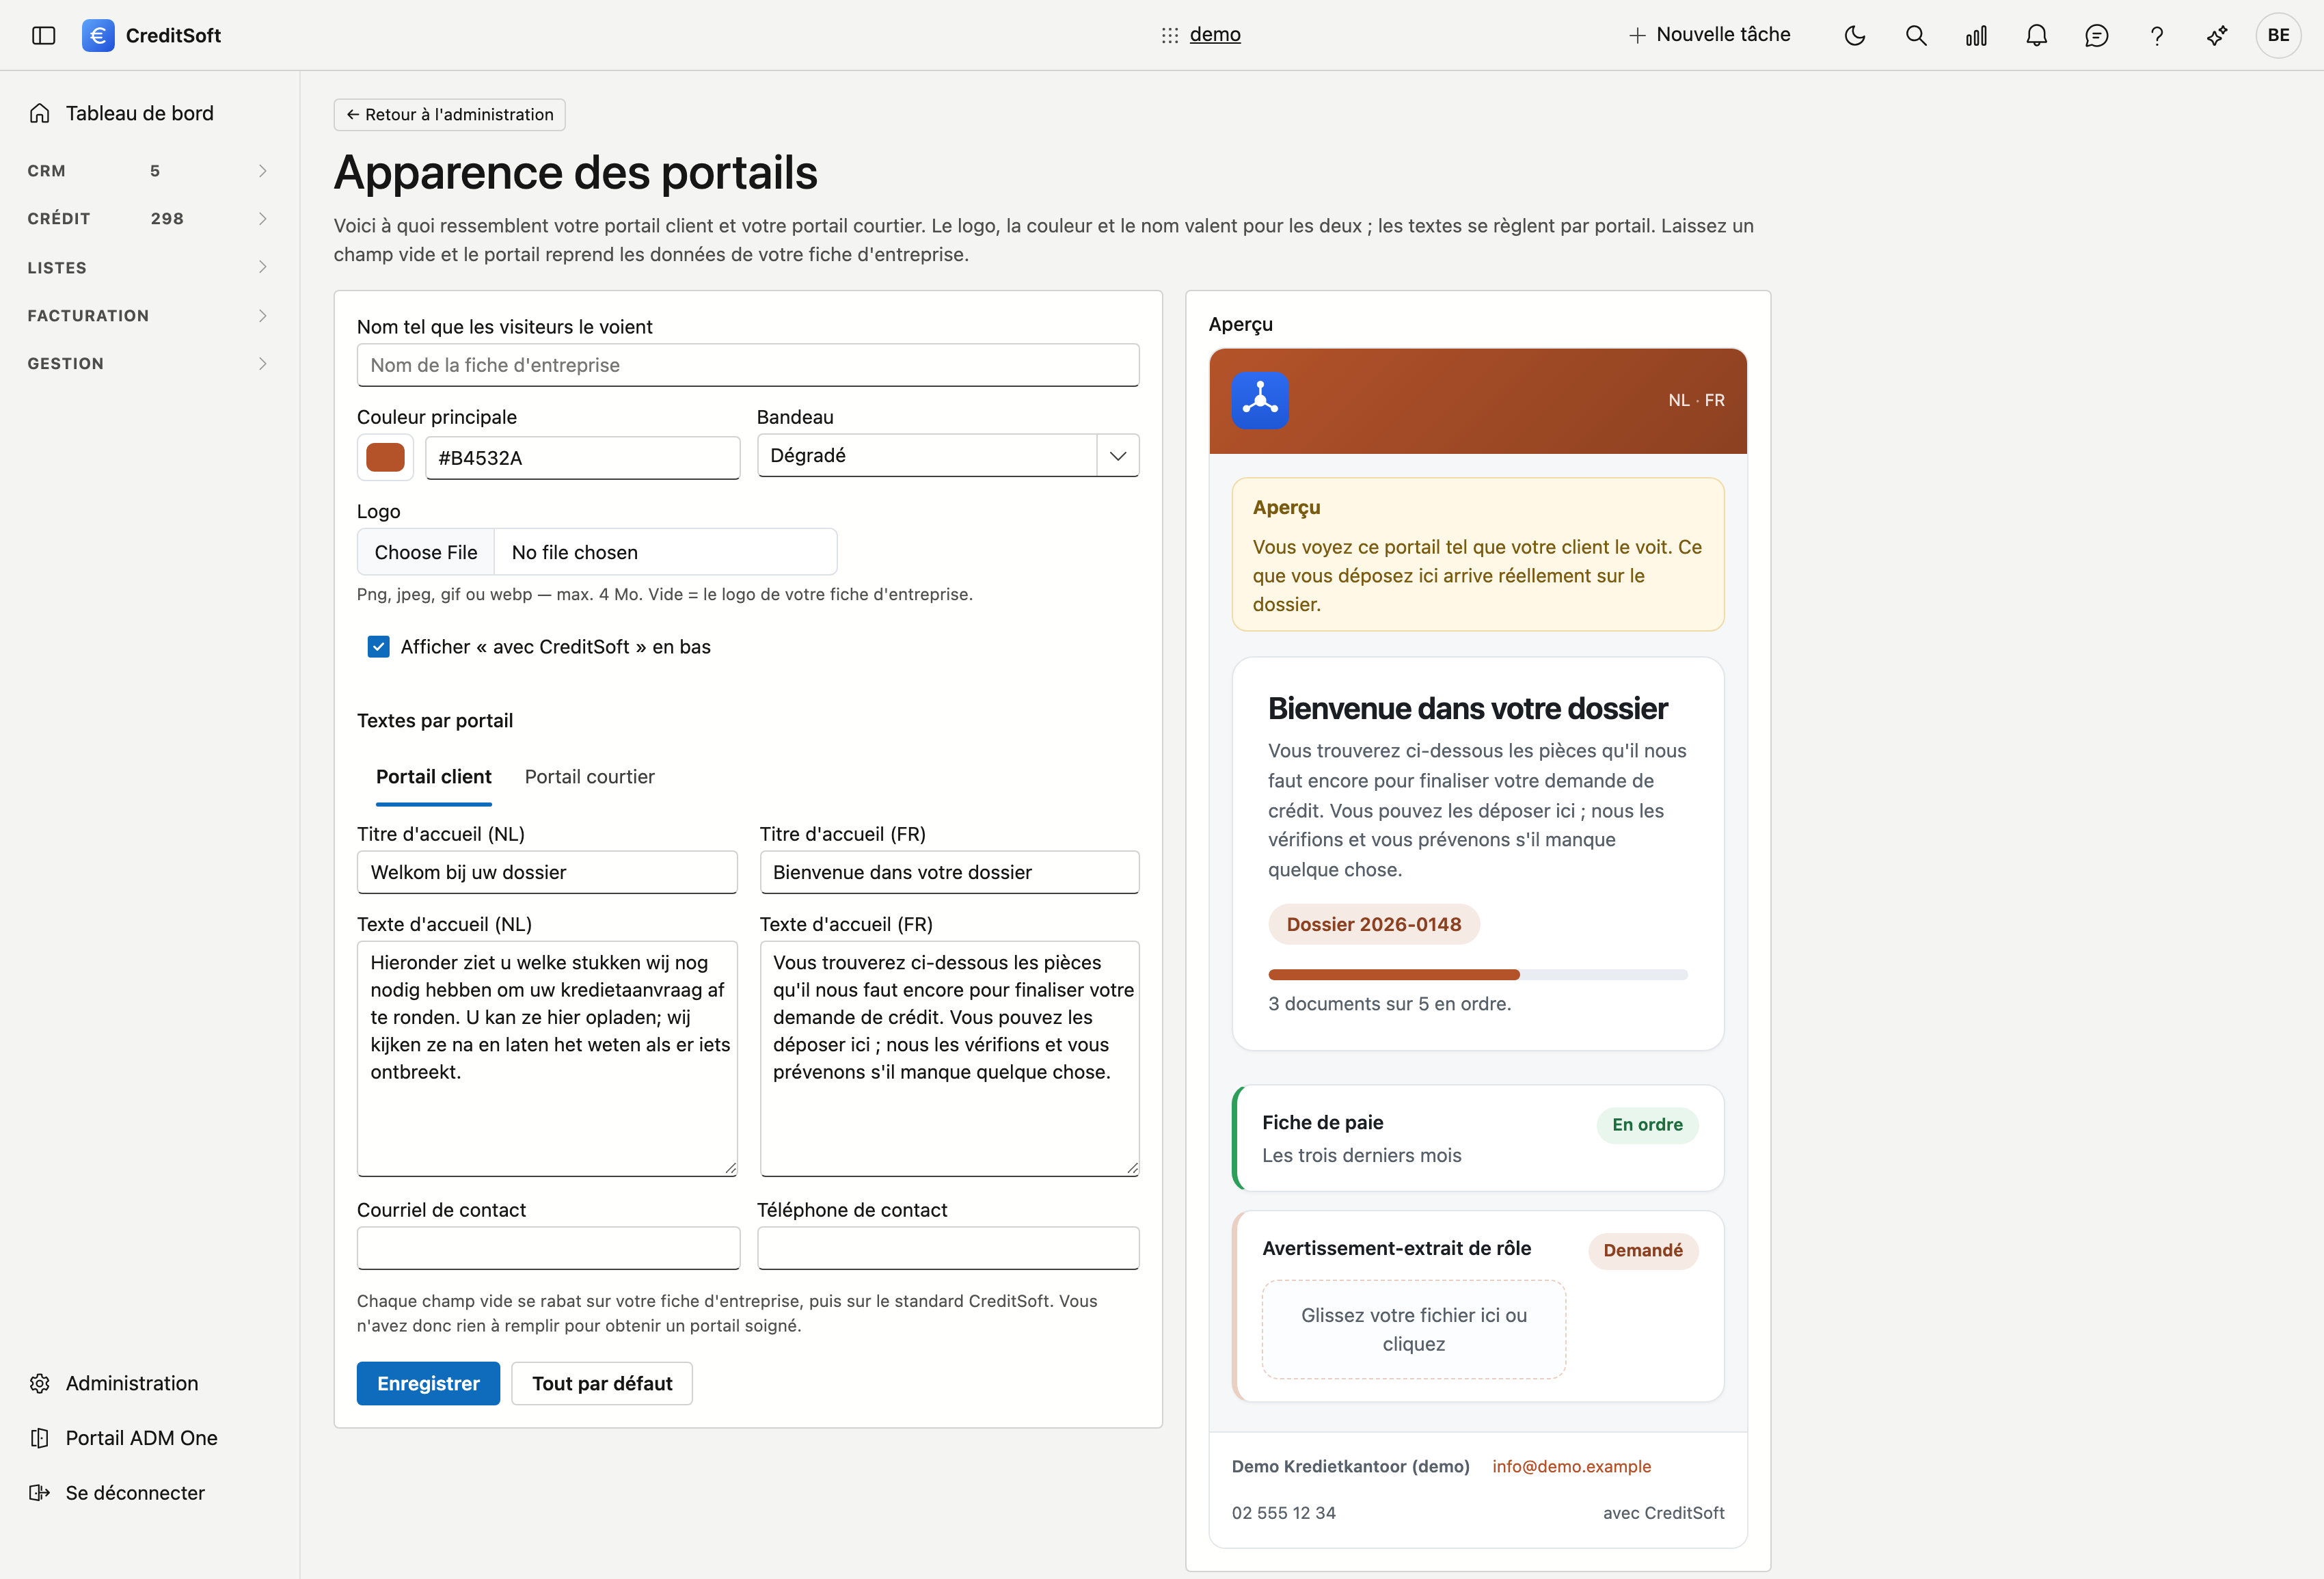 CreditSoft
demo
Nouvelle tâche
BE
Tableau de bord
CRM 5
CRÉDIT 298
LISTES
FACTURATION
GESTION
Administration
Portail ADM One
Se déconnecter
← Retour à l'administration
Apparence des portails
Voici à quoi ressemblent votre portail client et votre portail courtier. Le logo, la couleur et le nom valent pour les deux ; les textes se règlent par portail. Laissez un
champ vide et le portail reprend les données de votre fiche d'entreprise.
Nom tel que les visiteurs le voient
Nom de la fiche d'entreprise
Couleur principale
Bandeau
#B4532A
Dégradé
Logo
Choose File No file chosen
Png, jpeg, gif ou webp — max. 4 Mo. Vide = le logo de votre fiche d'entreprise.
Afficher « avec CreditSoft » en bas
Textes par portail
Portail client
Portail courtier
Titre d'accueil (NL)
Welkom bij uw dossier
Titre d'accueil (FR)
Bienvenue dans votre dossier
Texte d'accueil (NL)
Hieronder ziet u welke stukken wij nog
nodig hebben om uw kredietaanvraag af
te ronden. U kan ze hier opladen; wij
kijken ze na en laten het weten als er iets
ontbreekt.
Texte d'accueil (FR)
Vous trouverez ci-dessous les pièces
qu'il nous faut encore pour finaliser votre
demande de crédit. Vous pouvez les
déposer ici ; nous les vérifions et vous
prévenons s'il manque quelque chose.
Courriel de contact
Téléphone de contact
Chaque champ vide se rabat sur votre fiche d'entreprise, puis sur le standard CreditSoft. Vous
n'avez donc rien à remplir pour obtenir un portail soigné.
Enregistrer
Tout par défaut
Aperçu
NL · FR
Aperçu
Vous voyez ce portail tel que votre client le voit. Ce
que vous déposez ici arrive réellement sur le
dossier.
Bienvenue dans votre dossier
Vous trouverez ci-dessous les pièces qu'il nous
faut encore pour finaliser votre demande de
crédit. Vous pouvez les déposer ici ; nous les
vérifions et vous prévenons s'il manque
quelque chose.
Dossier 2026-0148
3 documents sur 5 en ordre.
Fiche de paie
En ordre
Les trois derniers mois
Avertissement-extrait de rôle
Demandé
Glissez votre fichier ici ou
cliquez
Demo Kredietkantoor (demo) info@demo.example
02 555 12 34
avec CreditSoft